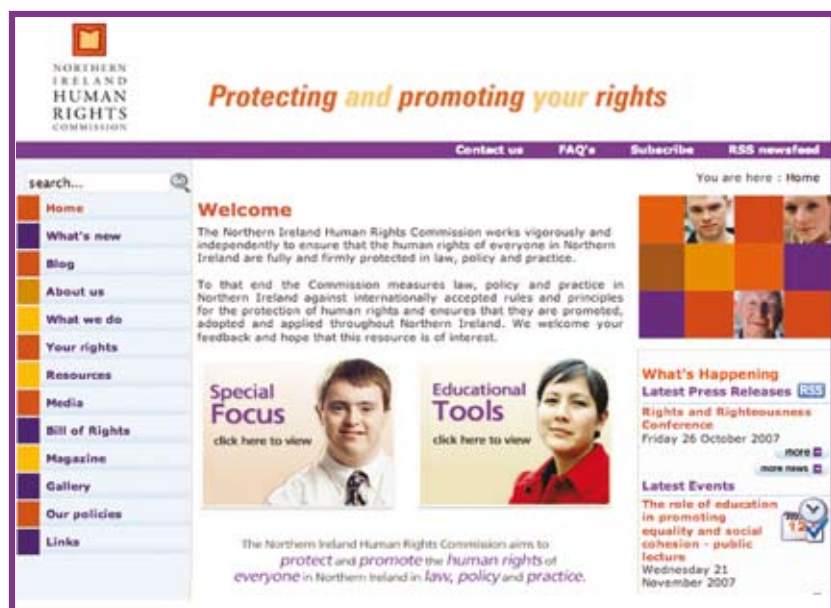 NORTHERN
IRELAND
HUMAN
RIGHTS
COMMISSION
Protecting and promoting your rights
Contact us FAQ's Subscribe RSS newsfeed
search...
You are here : Home
Home
What's new
Blog
About us
What we do
Your rights
Resources
Media
Bill of Rights
Magazine
Gallery
Our policies
Links
Welcome
The Northern Ireland Human Rights Commission works vigorously and
independently to ensure that the human rights of everyone in Northern
Ireland are fully and firmly protected in law, policy and practice.
To that end the Commission measures law, policy and practice in
Northern Ireland against internationally accepted rules and principles
for the protection of human rights and ensures that they are promoted,
adopted and applied throughout Northern Ireland. We welcome your
feedback and hope that this resource is of interest.
Special
Focus
click here to view
Educational
Tools
click here to view
The Northern Ireland Human Rights Commission aims to
protect and promote the human rights of
everyone in Northern Ireland in law, policy and practice.
What's Happening
Latest Press Releases RSS
Rights and Righteousness
Conference
Friday 26 October 2007
more
more news
Latest Events
The role of education
in promoting
equality and social
cohesion - public
lecture
Wednesday 21
November 2007
12